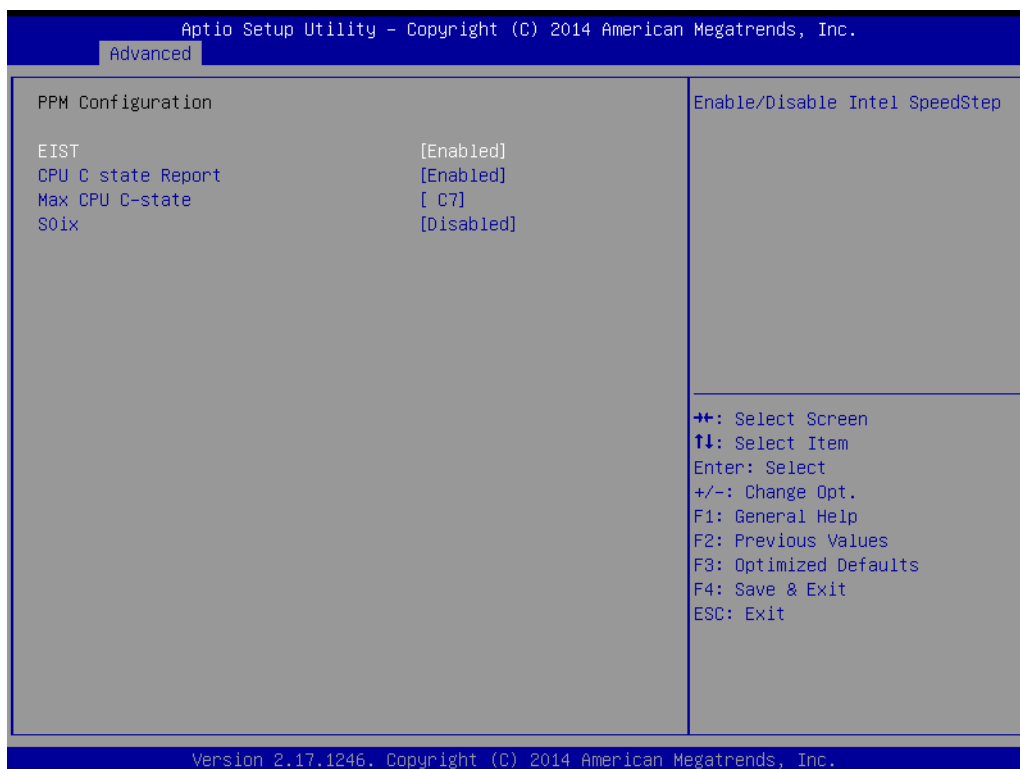 Aptio Setup Utility – Copyright (C) 2014 American Megatrends, Inc.
Advanced
PPM Configuration
EIST [Enabled]
CPU C state Report [Enabled]
Max CPU C-state [ C7]
S0ix [Disabled]
Enable/Disable Intel SpeedStep
→←: Select Screen
↑↓: Select Item
Enter: Select
+/-: Change Opt.
F1: General Help
F2: Previous Values
F3: Optimized Defaults
F4: Save & Exit
ESC: Exit
Version 2.17.1246. Copyright (C) 2014 American Megatrends, Inc.